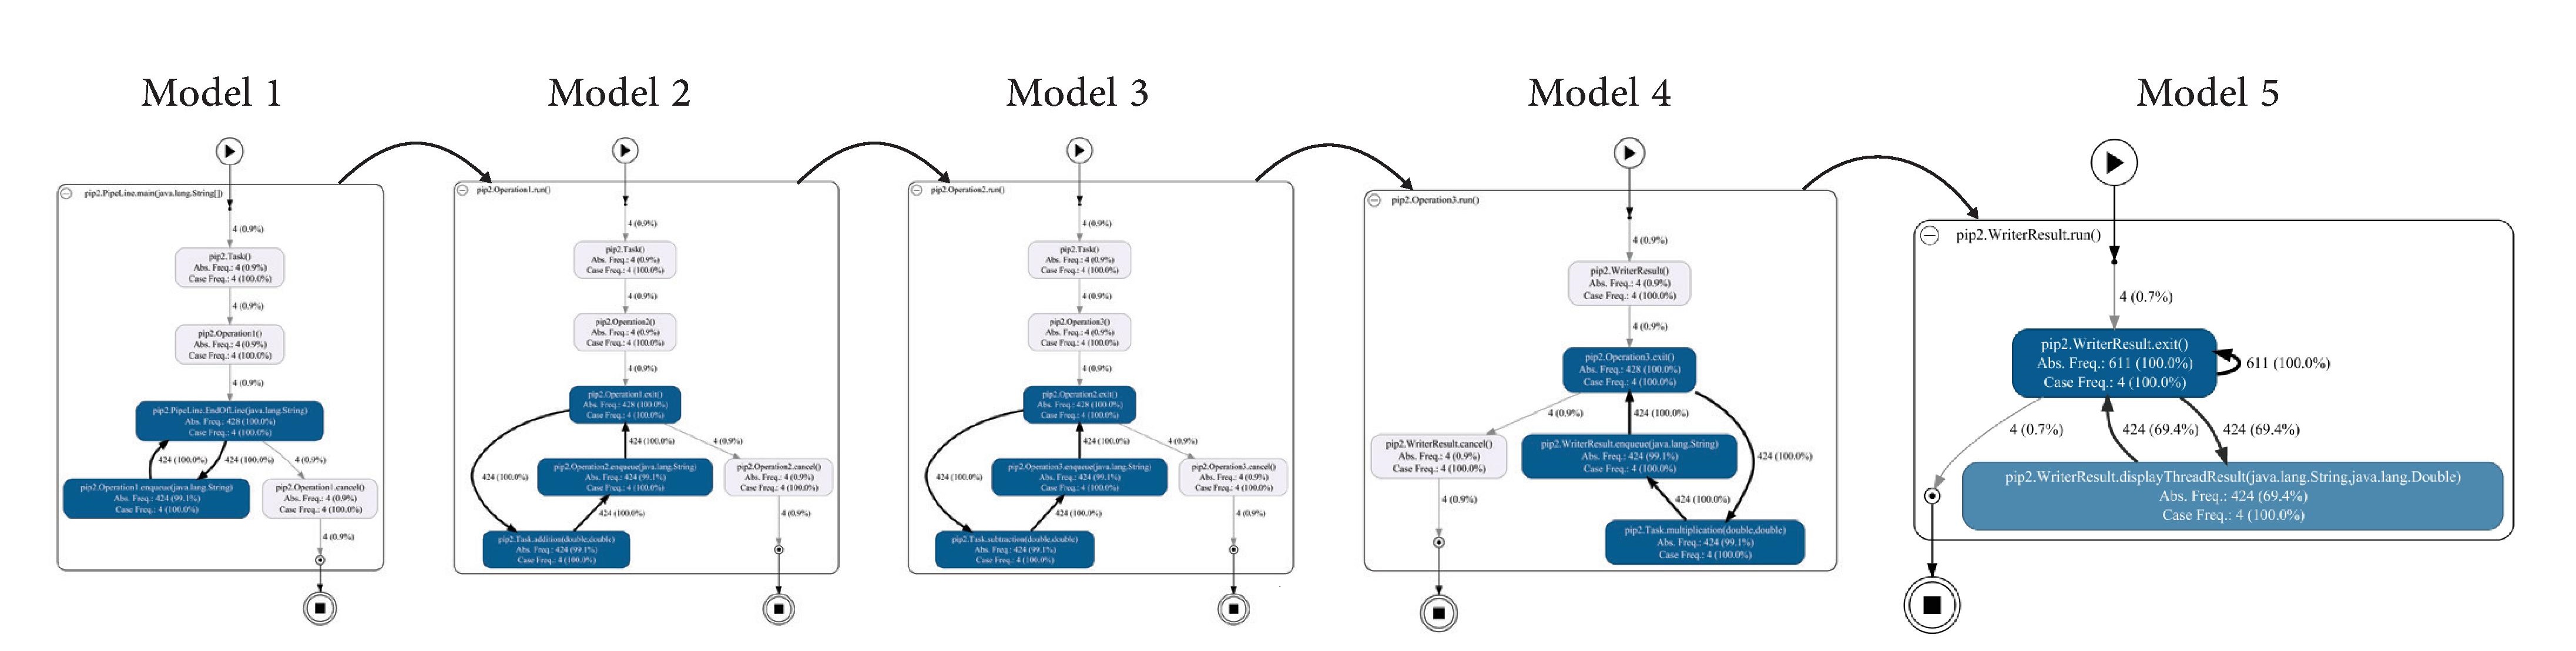 Model 1
pip2.PipeLine.main(java.lang.String[])
4 (0.9%)
pip2.Task()
Abs. Freq.: 4 (0.9%)
Case Freq.: 4 (100.0%)
4 (0.9%)
pip2.Operation1()
Abs. Freq.: 4 (0.9%)
Case Freq.: 4 (100.0%)
4 (0.9%)
pip2.PipeLine.EndOfLine(java.lang.String)
Abs. Freq.: 428 (100.0%)
Case Freq.: 4 (100.0%)
424 (100.0%)
424 (100.0%)
4 (0.9%)
pip2.Operation1.enqueue(java.lang.String)
Abs. Freq.: 424 (99.1%)
Case Freq.: 4 (100.0%)
pip2.Operation1.cancel()
Abs. Freq.: 4 (0.9%)
Case Freq.: 4 (100.0%)
4 (0.9%)
Model 2
pip2.Operation1.run()
4 (0.9%)
pip2.Task()
Abs. Freq.: 4 (0.9%)
Case Freq.: 4 (100.0%)
4 (0.9%)
pip2.Operation2()
Abs. Freq.: 4 (0.9%)
Case Freq.: 4 (100.0%)
4 (0.9%)
pip2.Operation1.exit()
Abs. Freq.: 428 (100.0%)
Case Freq.: 4 (100.0%)
424 (100.0%)
4 (0.9%)
424 (100.0%)
pip2.Operation2.enqueue(java.lang.String)
Abs. Freq.: 424 (99.1%)
Case Freq.: 4 (100.0%)
pip2.Operation2.cancel()
Abs. Freq.: 4 (0.9%)
Case Freq.: 4 (100.0%)
424 (100.0%)
4 (0.9%)
pip2.Task.addition(double,double)
Abs. Freq.: 424 (99.1%)
Case Freq.: 4 (100.0%)
Model 3
pip2.Operation2.run()
4 (0.9%)
pip2.Task()
Abs. Freq.: 4 (0.9%)
Case Freq.: 4 (100.0%)
4 (0.9%)
pip2.Operation3()
Abs. Freq.: 4 (0.9%)
Case Freq.: 4 (100.0%)
4 (0.9%)
pip2.Operation2.exit()
Abs. Freq.: 428 (100.0%)
Case Freq.: 4 (100.0%)
424 (100.0%)
4 (0.9%)
424 (100.0%)
pip2.Operation3.enqueue(java.lang.String)
Abs. Freq.: 424 (99.1%)
Case Freq.: 4 (100.0%)
pip2.Operation3.cancel()
Abs. Freq.: 4 (0.9%)
Case Freq.: 4 (100.0%)
424 (100.0%)
4 (0.9%)
pip2.Task.subtraction(double,double)
Abs. Freq.: 424 (99.1%)
Case Freq.: 4 (100.0%)
Model 4
pip2.Operation3.run()
4 (0.9%)
pip2.WriterResult()
Abs. Freq.: 4 (0.9%)
Case Freq.: 4 (100.0%)
4 (0.9%)
pip2.Operation3.exit()
Abs. Freq.: 428 (100.0%)
Case Freq.: 4 (100.0%)
4 (0.9%)
424 (100.0%)
pip2.WriterResult.cancel()
Abs. Freq.: 4 (0.9%)
Case Freq.: 4 (100.0%)
pip2.WriterResult.enqueue(java.lang.String)
Abs. Freq.: 424 (99.1%)
Case Freq.: 4 (100.0%)
424 (100.0%)
4 (0.9%)
424 (100.0%)
pip2.Task.multiplication(double,double)
Abs. Freq.: 424 (99.1%)
Case Freq.: 4 (100.0%)
Model 5
pip2.WriterResult.run()
4 (0.7%)
pip2.WriterResult.exit()
Abs. Freq.: 611 (100.0%)
Case Freq.: 4 (100.0%)
611 (100.0%)
4 (0.7%)
424 (69.4%)
424 (69.4%)
pip2.WriterResult.displayThreadResult(java.lang.String,java.lang.Double)
Abs. Freq.: 424 (69.4%)
Case Freq.: 4 (100.0%)